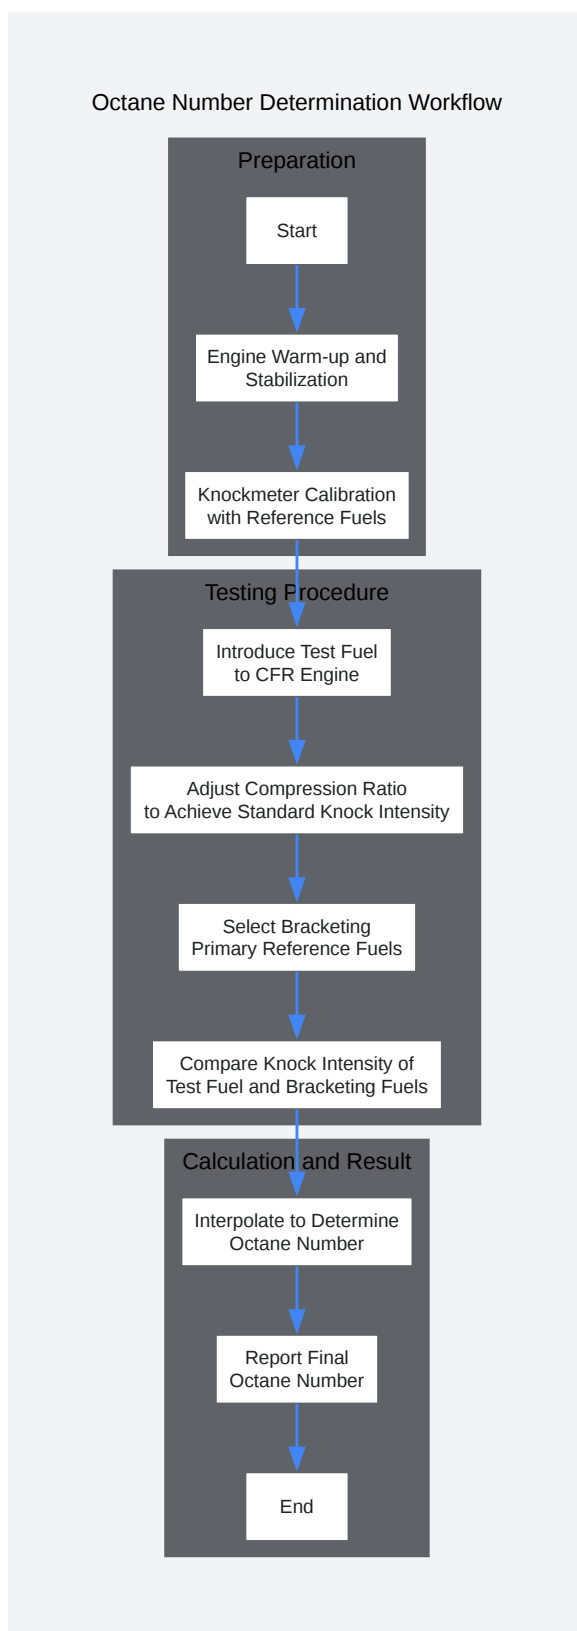 Octane Number Determination Workflow
Preparation
Start
Engine Warm-up and
Stabilization
Knockmeter Calibration
with Reference Fuels
Testing Procedure
Introduce Test Fuel
to CFR Engine
Adjust Compression Ratio
to Achieve Standard Knock Intensity
Select Bracketing
Primary Reference Fuels
Compare Knock Intensity of
Test Fuel and Bracketing Fuels
Calculation and Result
Interpolate to Determine
Octane Number
Report Final
Octane Number
End